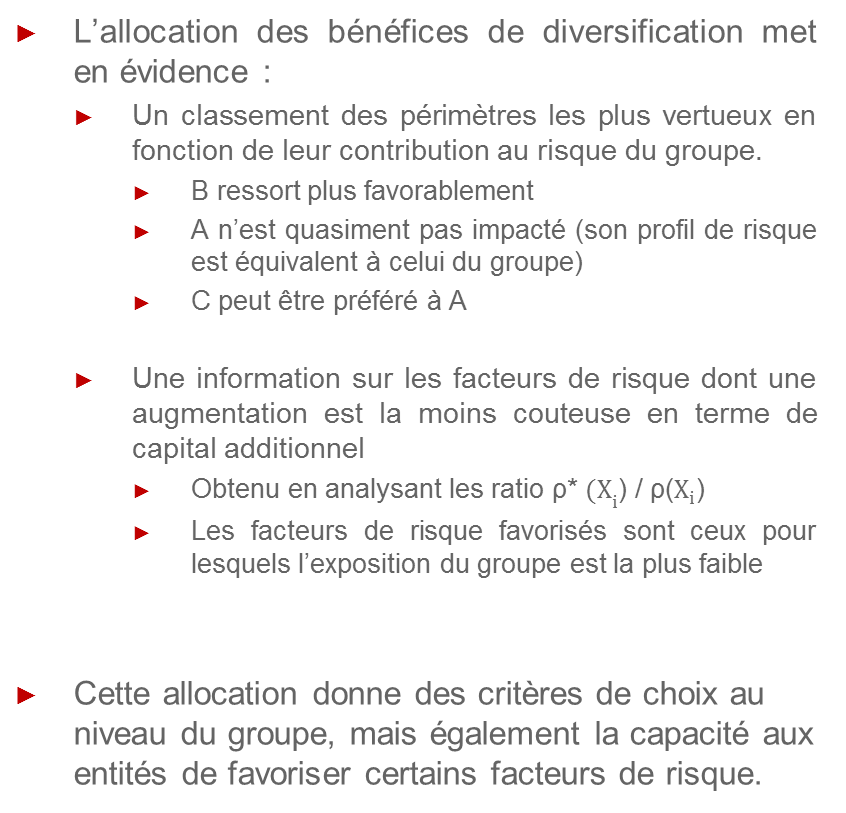 ► L’allocation des bénéfices de diversification met
en évidence :
► Un classement des périmètres les plus vertueux en
fonction de leur contribution au risque du groupe.
► B ressort plus favorablement
► A n’est quasiment pas impacté (son profil de risque
est équivalent à celui du groupe)
► C peut être préféré à A
► Une information sur les facteurs de risque dont une
augmentation est la moins couteuse en terme de
capital additionnel
► Obtenu en analysant les ratio ρ* (Xi) / ρ(Xi)
► Les facteurs de risque favorisés sont ceux pour
lesquels l’exposition du groupe est la plus faible
► Cette allocation donne des critères de choix au
niveau du groupe, mais également la capacité aux
entités de favoriser certains facteurs de risque.